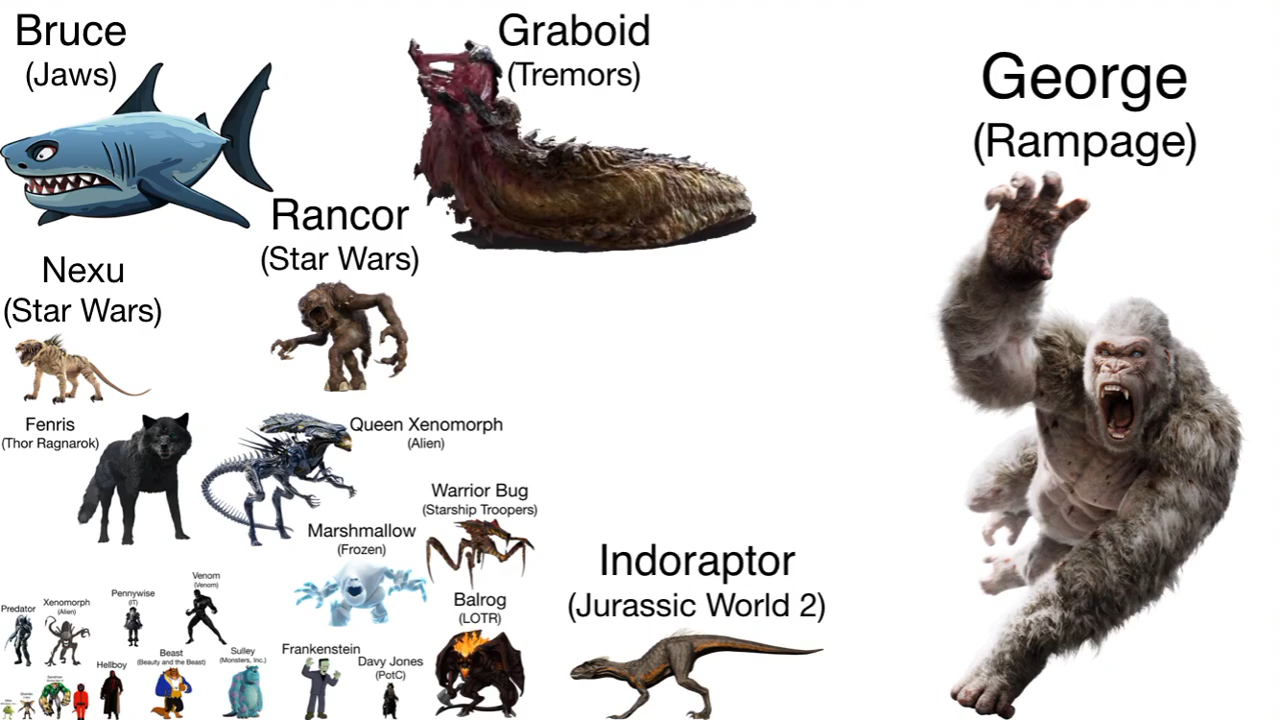 Bruce
(Jaws)
Graboid
(Tremors)
George
(Rampage)
Rancor
(Star Wars)
Nexu
(Star Wars)
Fenris
(Thor Ragnarok)
Queen Xenomorph
(Alien)
Warrior Bug
(Starship Troopers)
Marshmallow
(Frozen)
Indoraptor
(Jurassic World 2)
Venom
(Venom)
Pennywise
(IT)
Xenomorph
(Alien)
Predator
Balrog
(LOTR)
Frankenstein
Davy Jones
(PotC)
Sulley
(Monsters, Inc.)
Beast
(Beauty and the Beast)
Hellboy